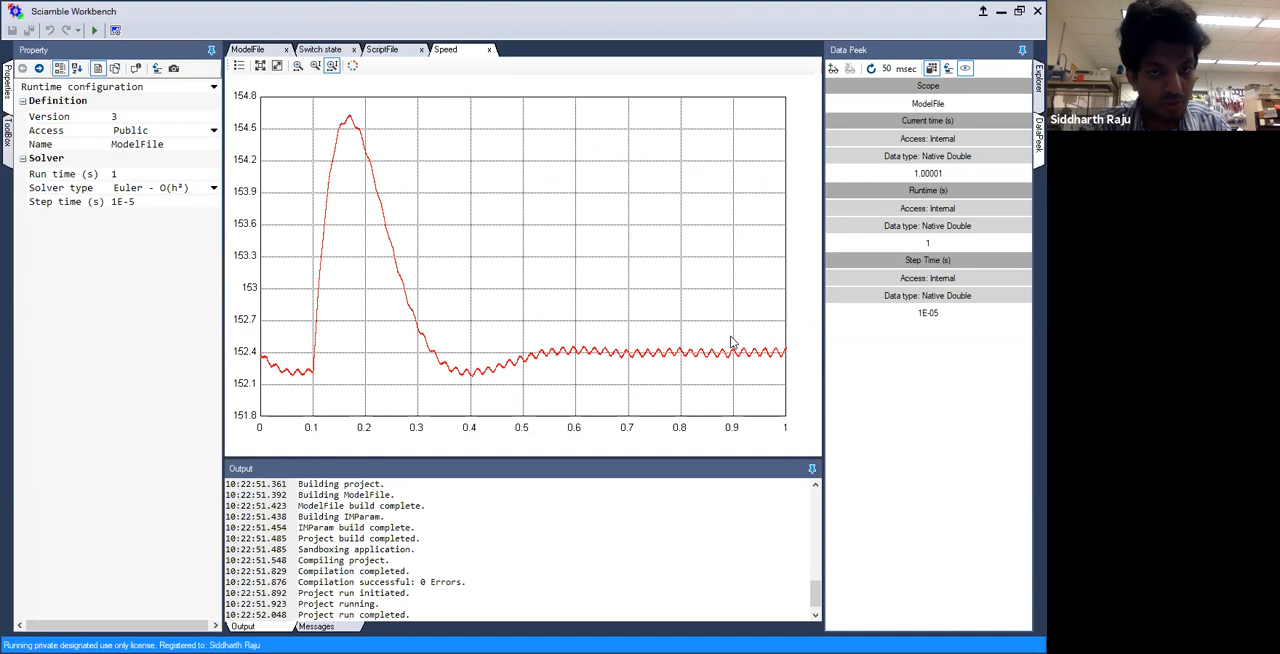 Sciamble Workbench
Property
Runtime configuration
Definition
Version 3
Access Public
Name ModelFile
Solver
Run time (s) 1
Solver type Euler - O(h²)
Step time (s) 1E-5
Properties
ToolBox
ModelFile x
Switch state x
ScriptFile x
Speed x
154.8
154.5
154.2
153.9
153.6
153.3
153
152.7
152.4
152.1
151.8
0 0.1 0.2 0.3 0.4 0.5 0.6 0.7 0.8 0.9 1
Output
10:22:51.361 Building project.
10:22:51.392 Building ModelFile.
10:22:51.423 ModelFile build complete.
10:22:51.438 Building IMParam.
10:22:51.454 IMParam build complete.
10:22:51.485 Project build completed.
10:22:51.485 Sandboxing application.
10:22:51.548 Compiling project.
10:22:51.829 Compilation completed.
10:22:51.876 Compilation successful: 0 Errors.
10:22:51.892 Project run initiated.
10:22:51.923 Project running.
10:22:52.048 Project run completed.
Output Messages
Data Peek
50 msec
Scope
ModelFile
Current time (s)
Access: Internal
Data type: Native Double
1.00001
Runtime (s)
Access: Internal
Data type: Native Double
1
Step Time (s)
Access: Internal
Data type: Native Double
1E-05
Explorer
DataPeek
Siddharth Raju
Running private designated use only license. Registered to: Siddharth Raju